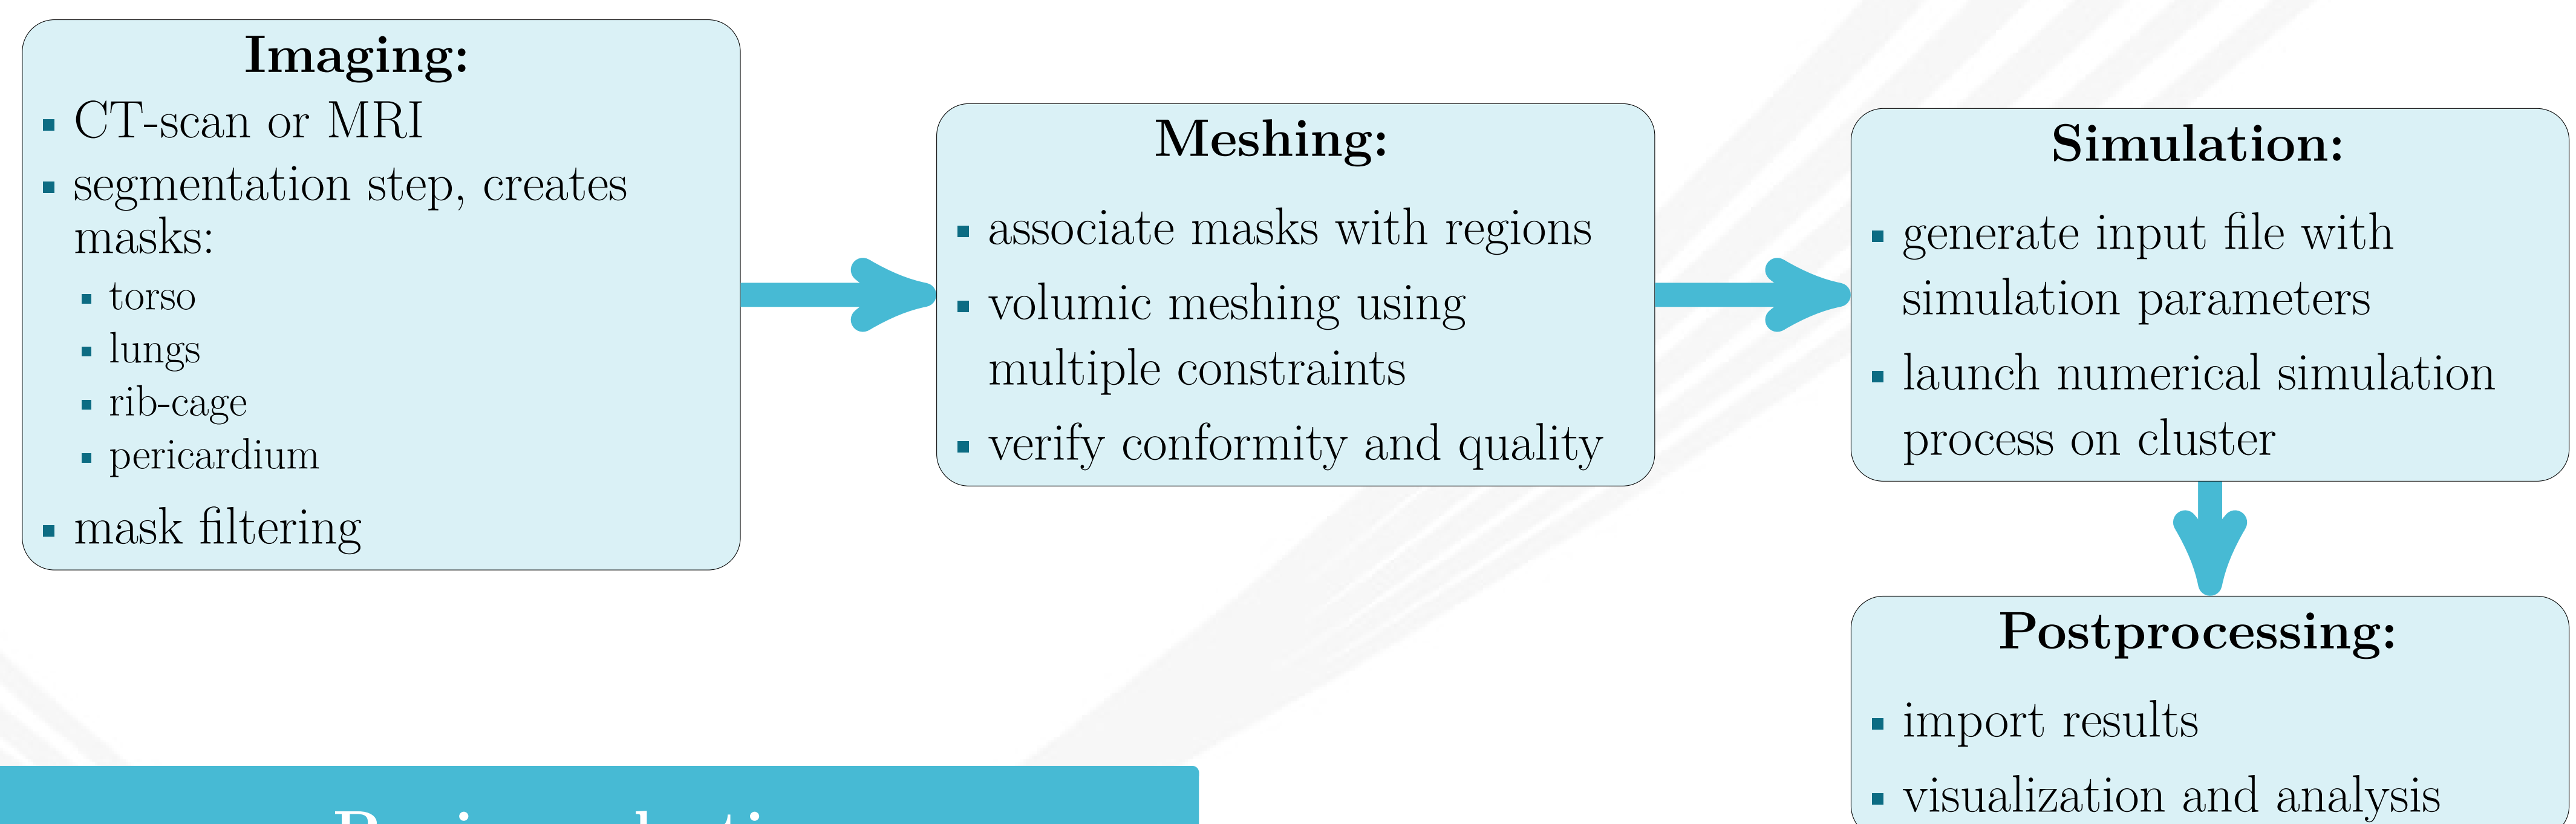 Imaging:
CT-scan or MRI
segmentation step, creates
masks:
torso
lungs
rib-cage
pericardium
mask filtering
Meshing:
associate masks with regions
volumic meshing using
multiple constraints
verify conformity and quality
Simulation:
generate input file with
simulation parameters
launch numerical simulation
process on cluster
Postprocessing:
import results
visualization and analysis